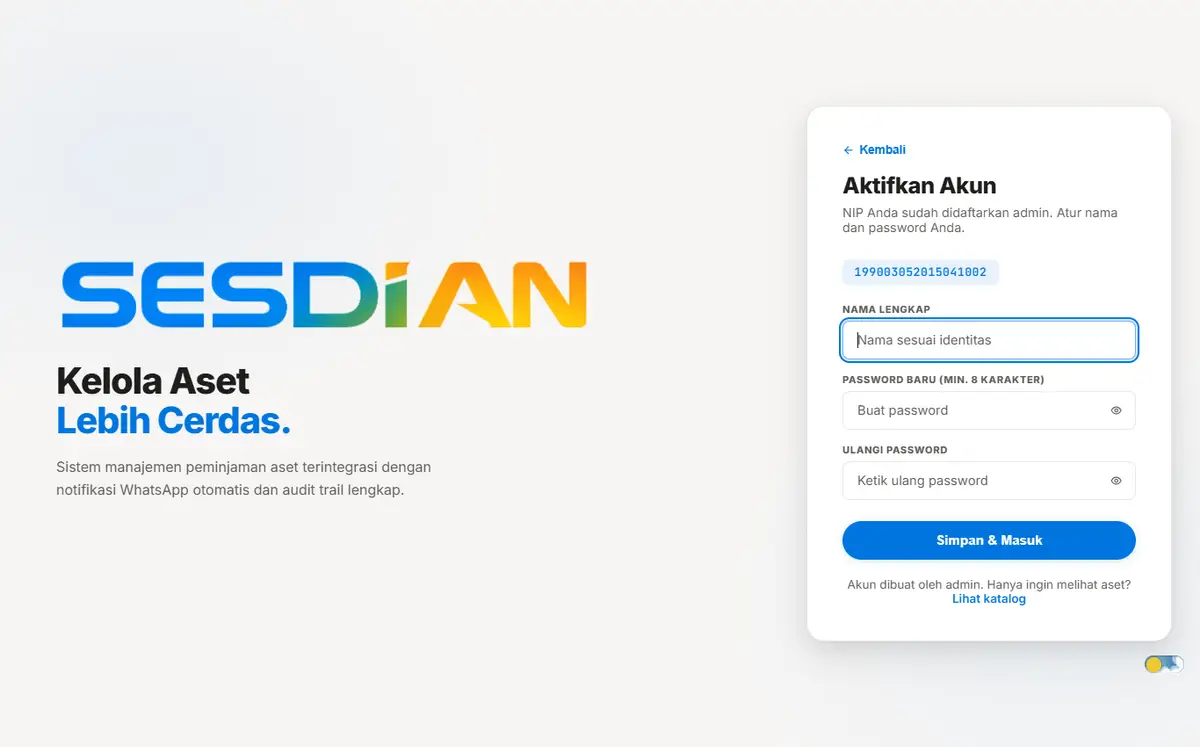 SESDiAN
Kelola Aset
Lebih Cerdas.
Sistem manajemen peminjaman aset terintegrasi dengan
notifikasi WhatsApp otomatis dan audit trail lengkap.
← Kembali
Aktifkan Akun
NIP Anda sudah didaftarkan admin. Atur nama
dan password Anda.
199003052015041002
NAMA LENGKAP
Nama sesuai identitas
PASSWORD BARU (MIN. 8 KARAKTER)
Buat password
ULANGI PASSWORD
Ketik ulang password
Simpan & Masuk
Akun dibuat oleh admin. Hanya ingin melihat aset?
Lihat katalog